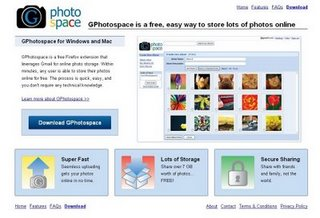 Home Features FAQs Download
photo
space
GPhotospace is a free, easy way to store lots of photos online
GPhotospace for Windows and Mac
GPhotospace is a free Firefox extension that
leverages Gmail for online photo storage. Within
minutes, any user is able to store their photos
online for free. The process is quick, easy, and
you don't require any technical knowledge.
Learn more about GPhotospace >>
Download GPhotospace
Super Fast
Seamless uploading
gets your photos
online in no time.
Lots of Storage
Share over 7 GB
worth of photos...
FREE!
Secure Sharing
Share with friends
and family, not the
world.
Home Features FAQs Download
About Contact Terms & Conditions Privacy Policy